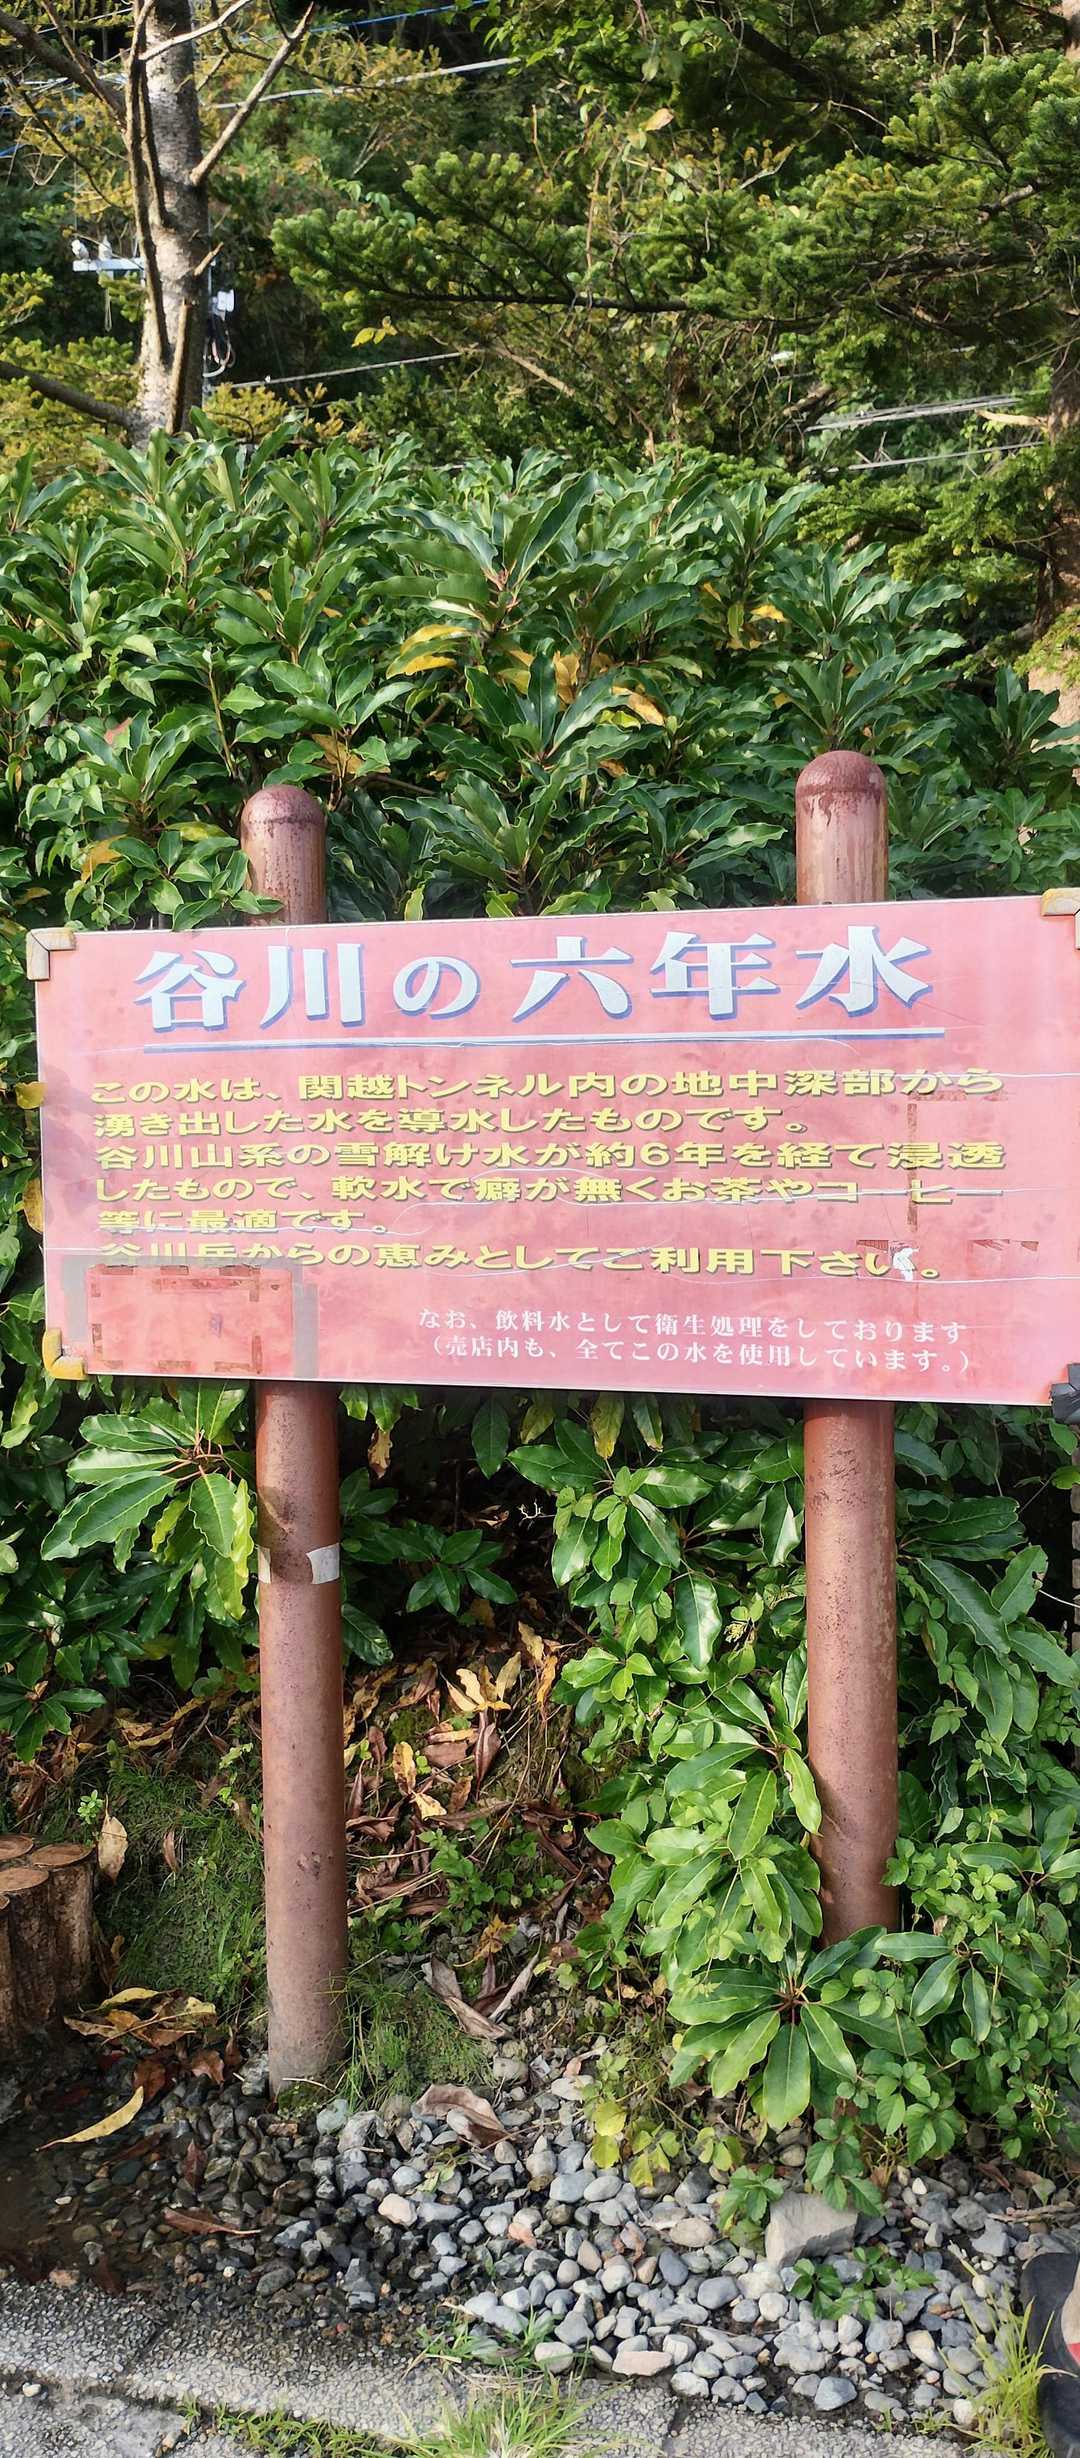 谷川の六年水
この水は、関越トンネル内の地中深部から
湧き出した水を導水したものです。
谷川山系の雪解け水が約6年を経て浸透
したもので、軟水で癖が無くお茶やコーヒー
等に最適です。
谷川岳からの恵みとしてご利用下さい。
なお、飲料水として衛生処理をしております
（売店内も、全てこの水を使用しています。）